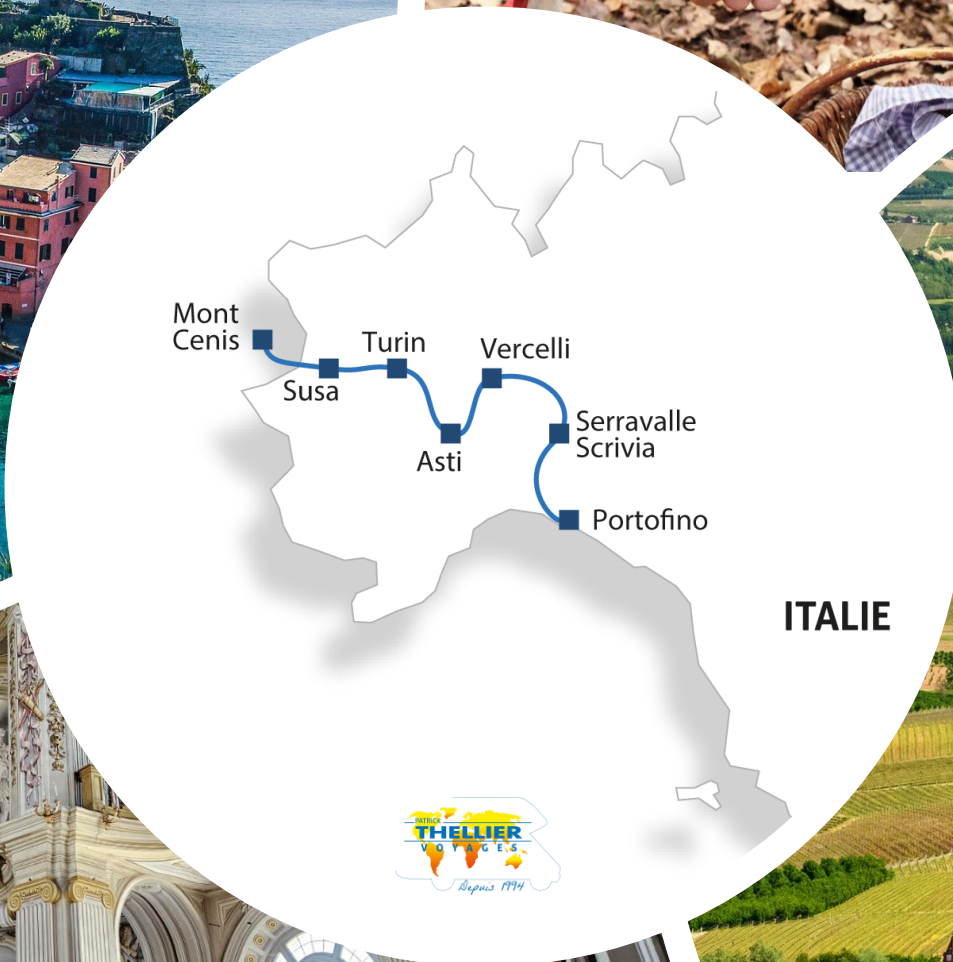 Mont
Cenis
Susa
Turin
Asti
Vercelli
Serravalle
Scrivia
Portofino
ITALIE
PATRICK
THELLIER
VOYAGES
Depuis 1994